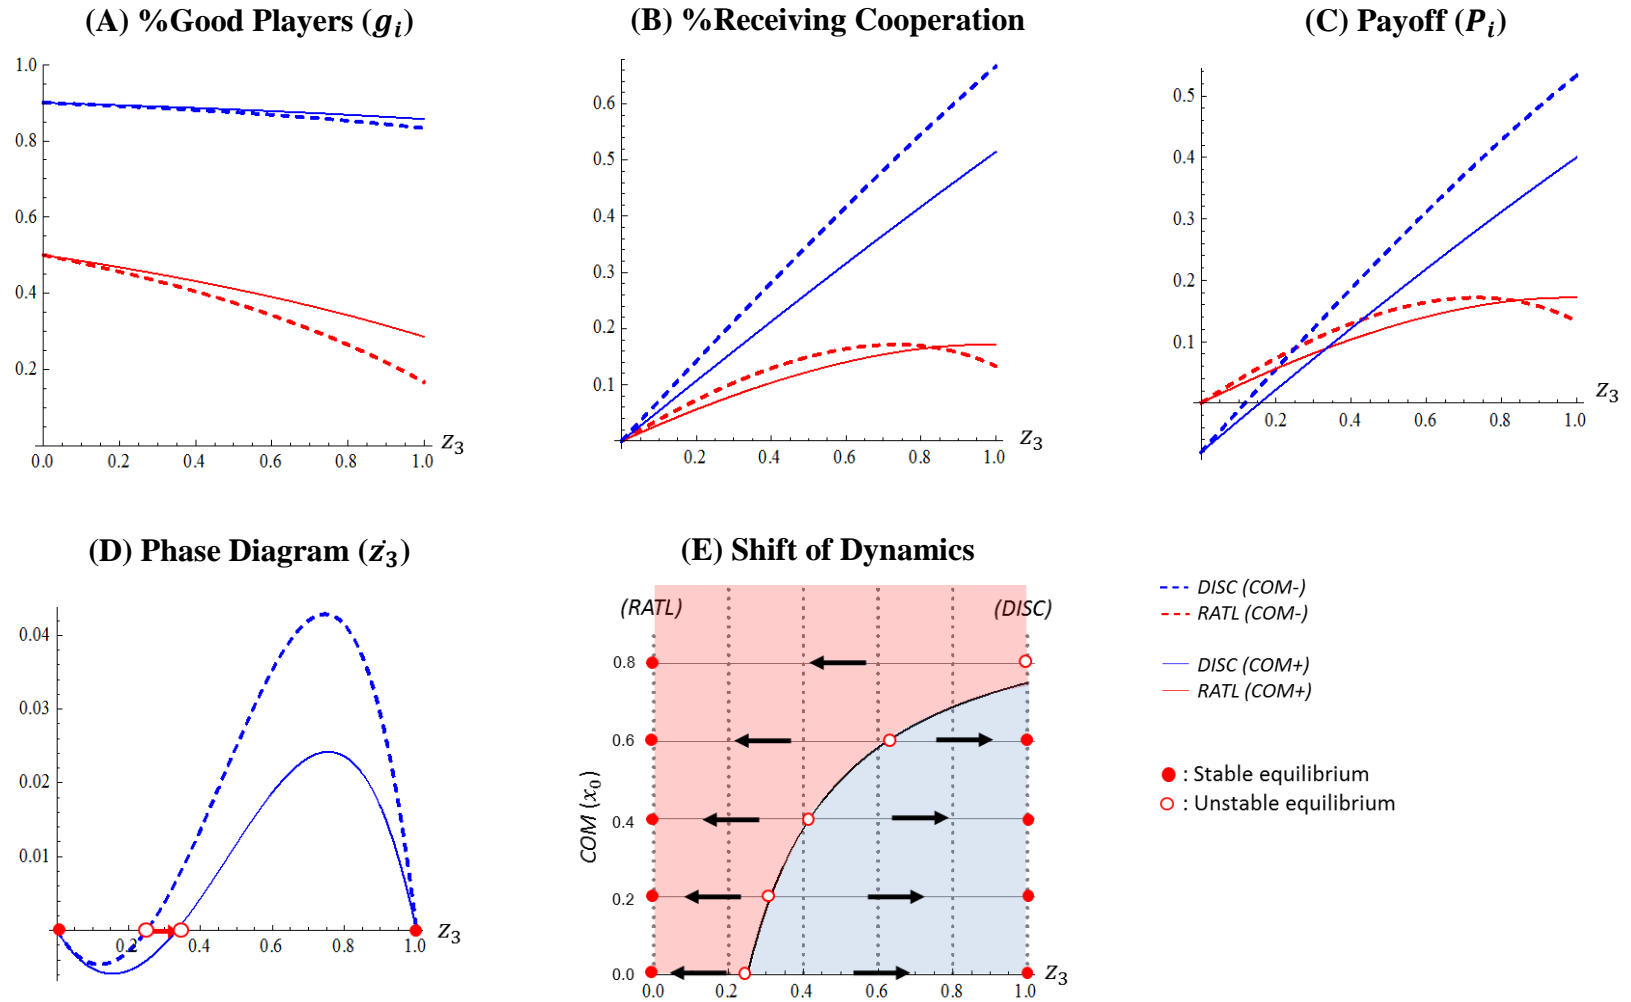 (A) %Good Players (gᵢ)
1.0
0.8
0.6
0.4
0.2
0.0 0.2 0.4 0.6 0.8 1.0
z₃
(B) %Receiving Cooperation
0.6
0.5
0.4
0.3
0.2
0.1
0.2 0.4 0.6 0.8 1.0
z₃
(C) Payoff (Pᵢ)
0.5
0.4
0.3
0.2
0.1
0.2 0.4 0.6 0.8 1.0
z₃
(D) Phase Diagram (ż₃)
0.04
0.03
0.02
0.01
0.2 0.4 0.6 0.8 1.0
z₃
(E) Shift of Dynamics
(RATL) (DISC)
COM (x₀)
0.8
0.6
0.4
0.2
0.0
0.0 0.2 0.4 0.6 0.8 1.0
z₃
DISC (COM-)
RATL (COM-)
DISC (COM+)
RATL (COM+)
: Stable equilibrium
: Unstable equilibrium